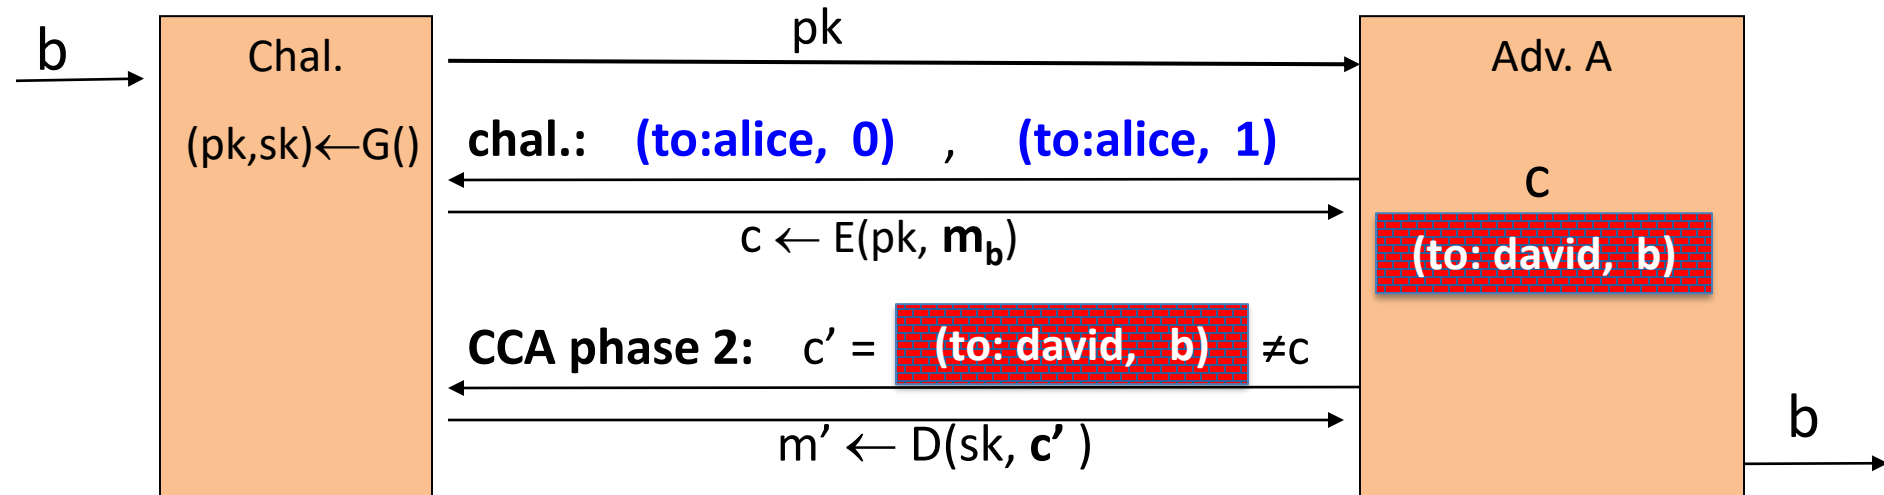 b
Chal.
(pk,sk)←G()
pk
chal.: (to:alice, 0) , (to:alice, 1)
c ← E(pk, m_b)
CCA phase 2: c’ = (to: david, b) ≠c
m’ ← D(sk, c’ )
Adv. A
c
(to: david, b)
b